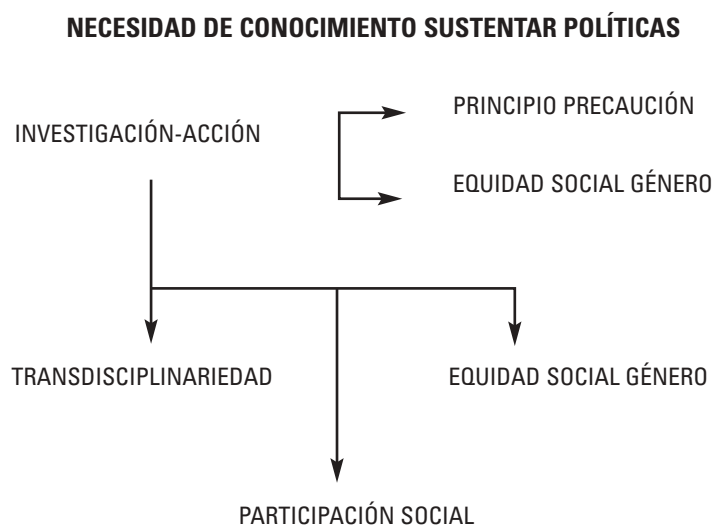 NECESIDAD DE CONOCIMIENTO SUSTENTAR POLÍTICAS
PRINCIPIO PRECAUCIÓN
INVESTIGACIÓN-ACCIÓN
EQUIDAD SOCIAL GÉNERO
TRANSDISCIPLINARIEDAD
EQUIDAD SOCIAL GÉNERO
PARTICIPACIÓN SOCIAL